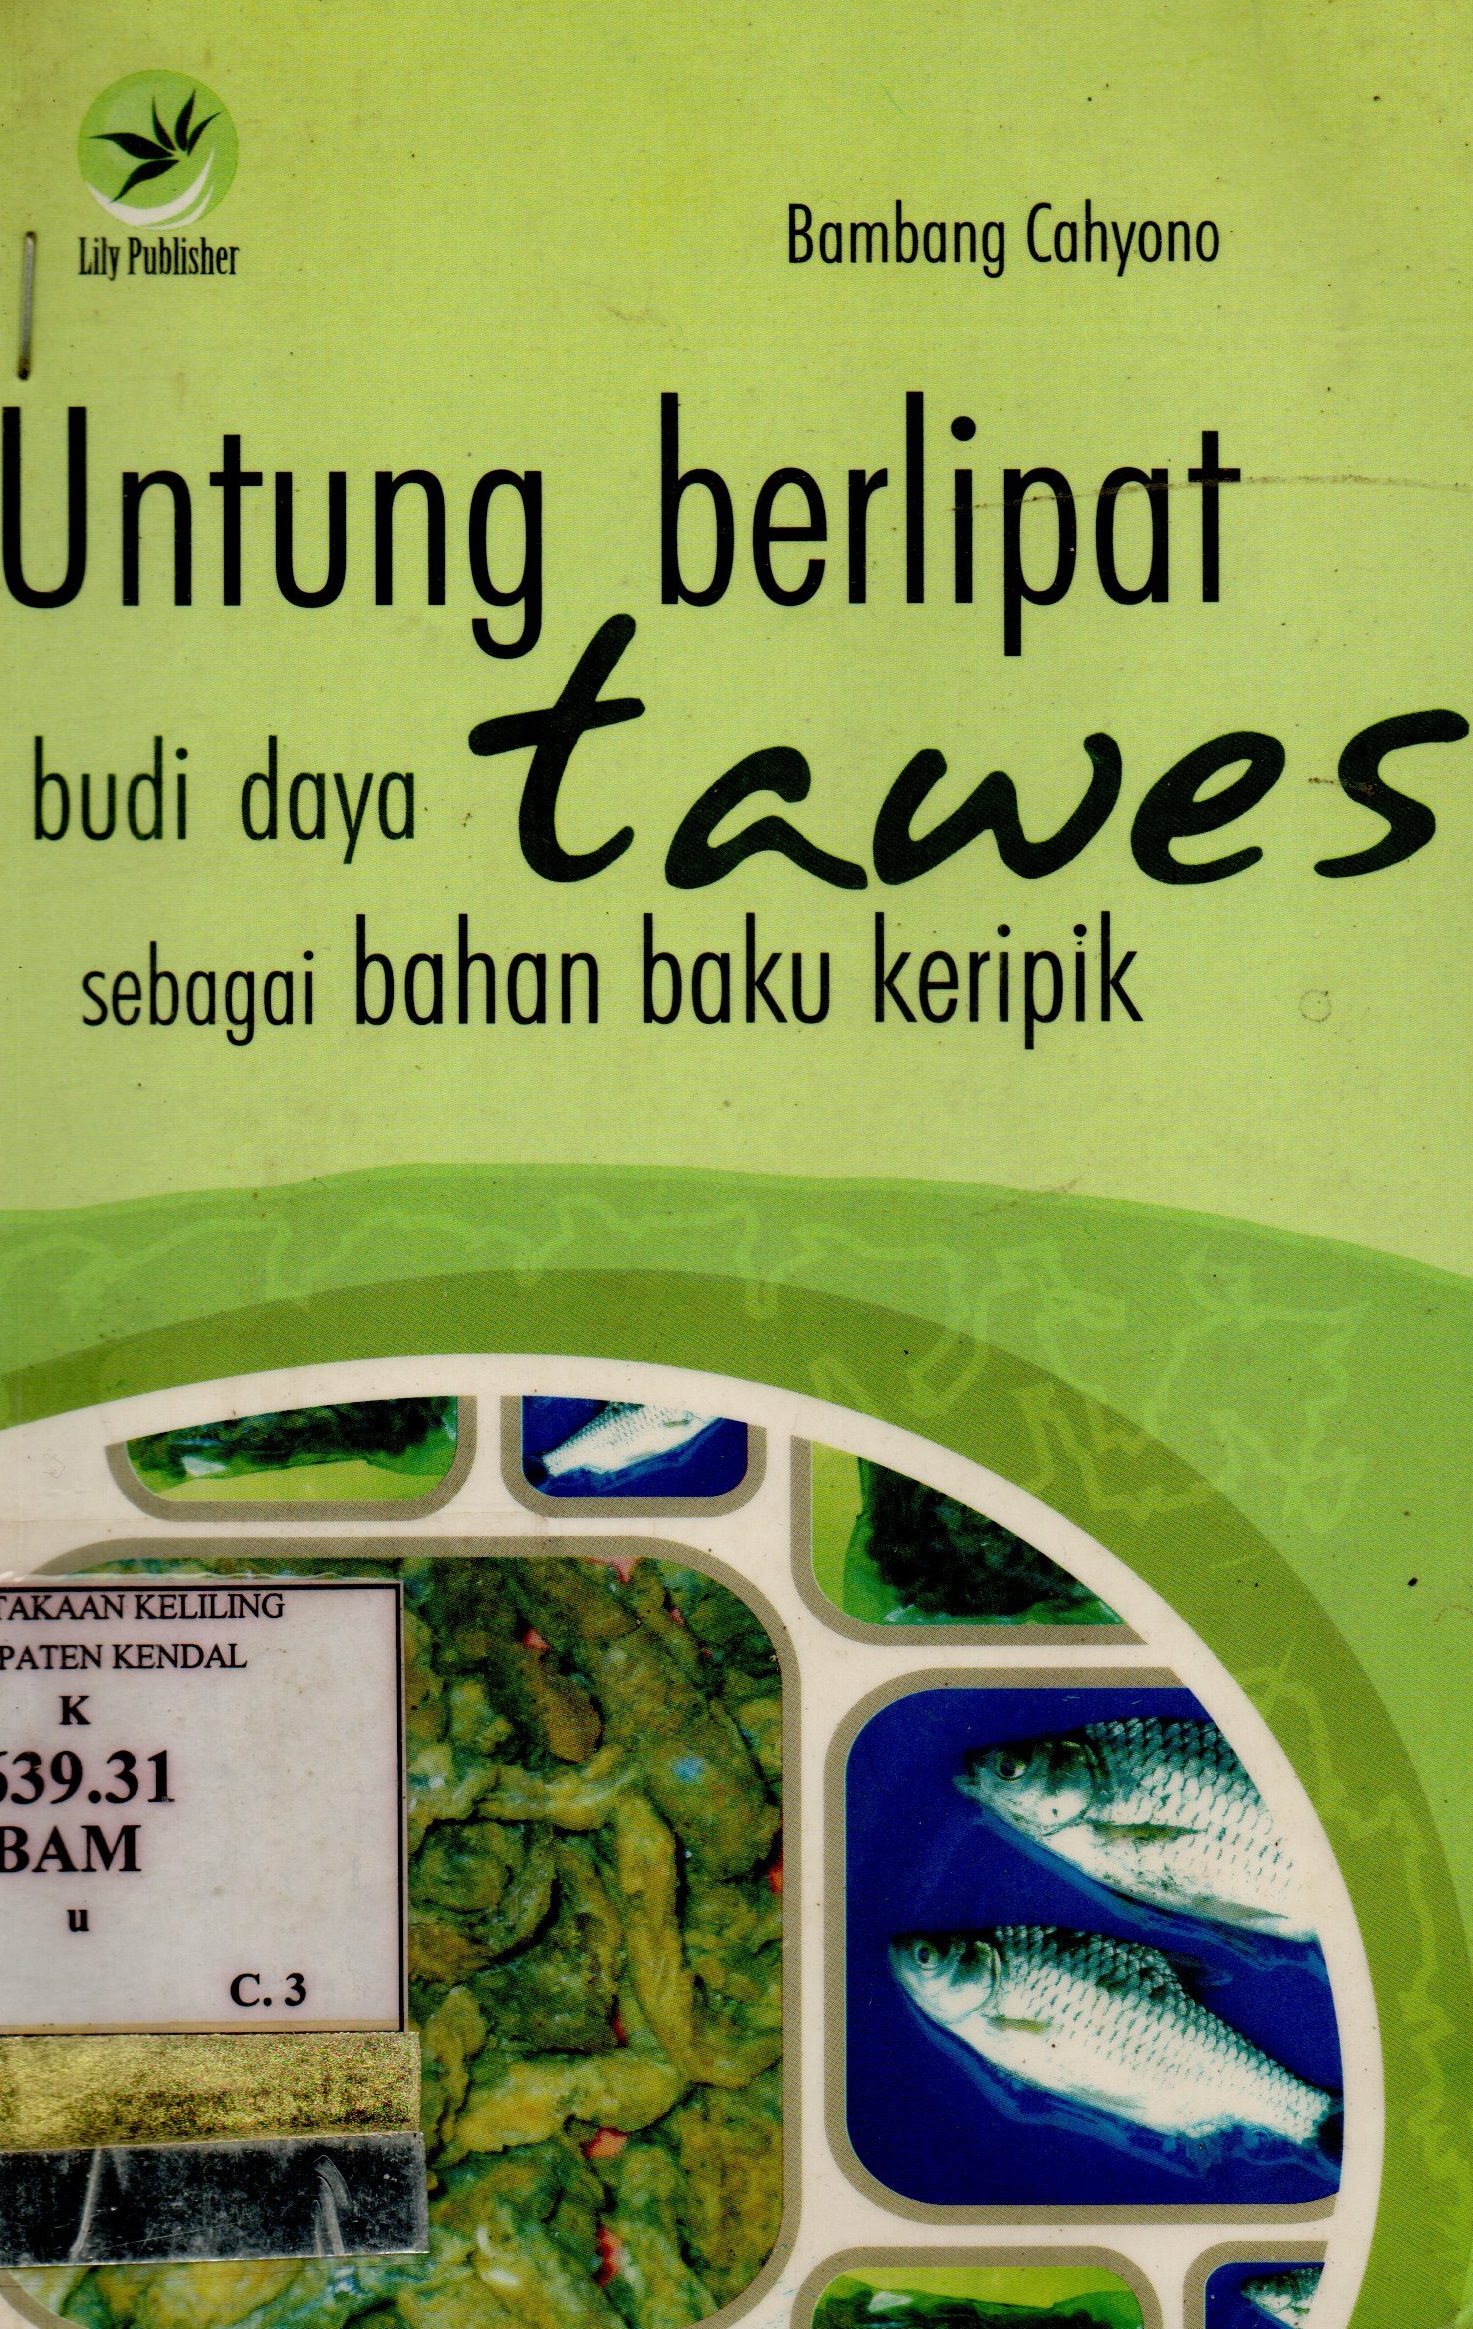 Lily Publisher
Bambang Cahyono
Untung berlipat
budi daya tawes
sebagai bahan baku keripik
TAKAAN KELILING
PATEN KENDAL
K
639.31
BAM
u
C. 3